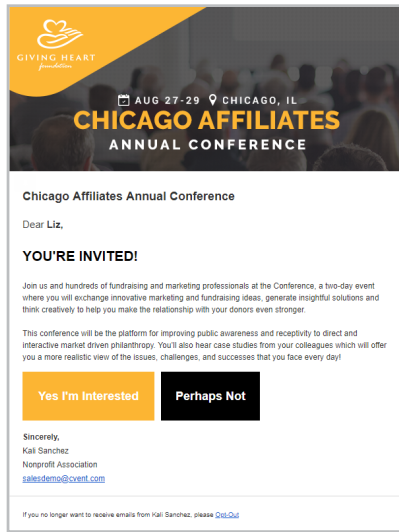 GIVING HEART
foundation
AUG 27-29 CHICAGO, IL
CHICAGO AFFILIATES
ANNUAL CONFERENCE
Chicago Affiliates Annual Conference
Dear Liz,
YOU'RE INVITED!
Join us and hundreds of fundraising and marketing professionals at the Conference, a two-day event
where you will exchange innovative marketing and fundraising ideas, generate insightful solutions and
think creatively to help you make the relationship with your donors even stronger.
This conference will be the platform for improving public awareness and receptivity to direct and
interactive market driven philanthropy. You'll also hear case studies from your colleagues which will offer
you a more realistic view of the issues, challenges, and successes that you face every day!
Yes I'm Interested Perhaps Not
Sincerely,
Kali Sanchez
Nonprofit Association
salesdemo@cvent.com
If you no longer want to receive emails from Kali Sanchez, please Opt-Out